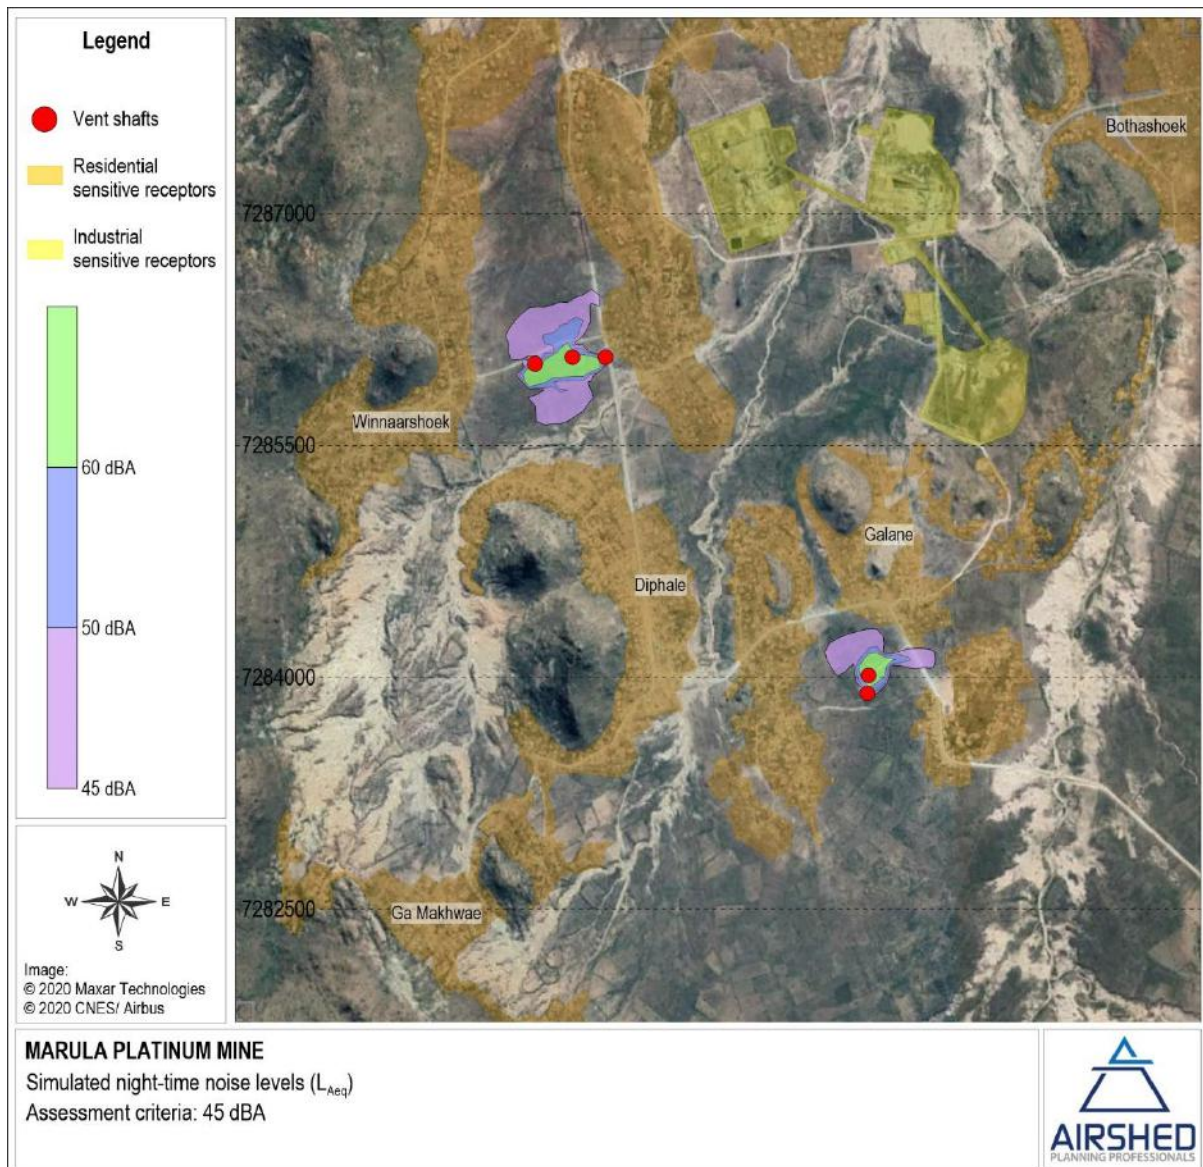 Legend
Vent shafts
Residential
sensitive receptors
Industrial
sensitive receptors
60 dBA
50 dBA
45 dBA
N
W
E
S
Image:
© 2020 Maxar Technologies
© 2020 CNES/ Airbus
Bothashoek
7287000
Winnaarshoek
7285500
Galane
Diphale
7284000
7282500
Ga Makhwae
MARULA PLATINUM MINE
Simulated night-time noise levels (LAeq)
Assessment criteria: 45 dBA
AIRSHED
PLANNING PROFESSIONALS